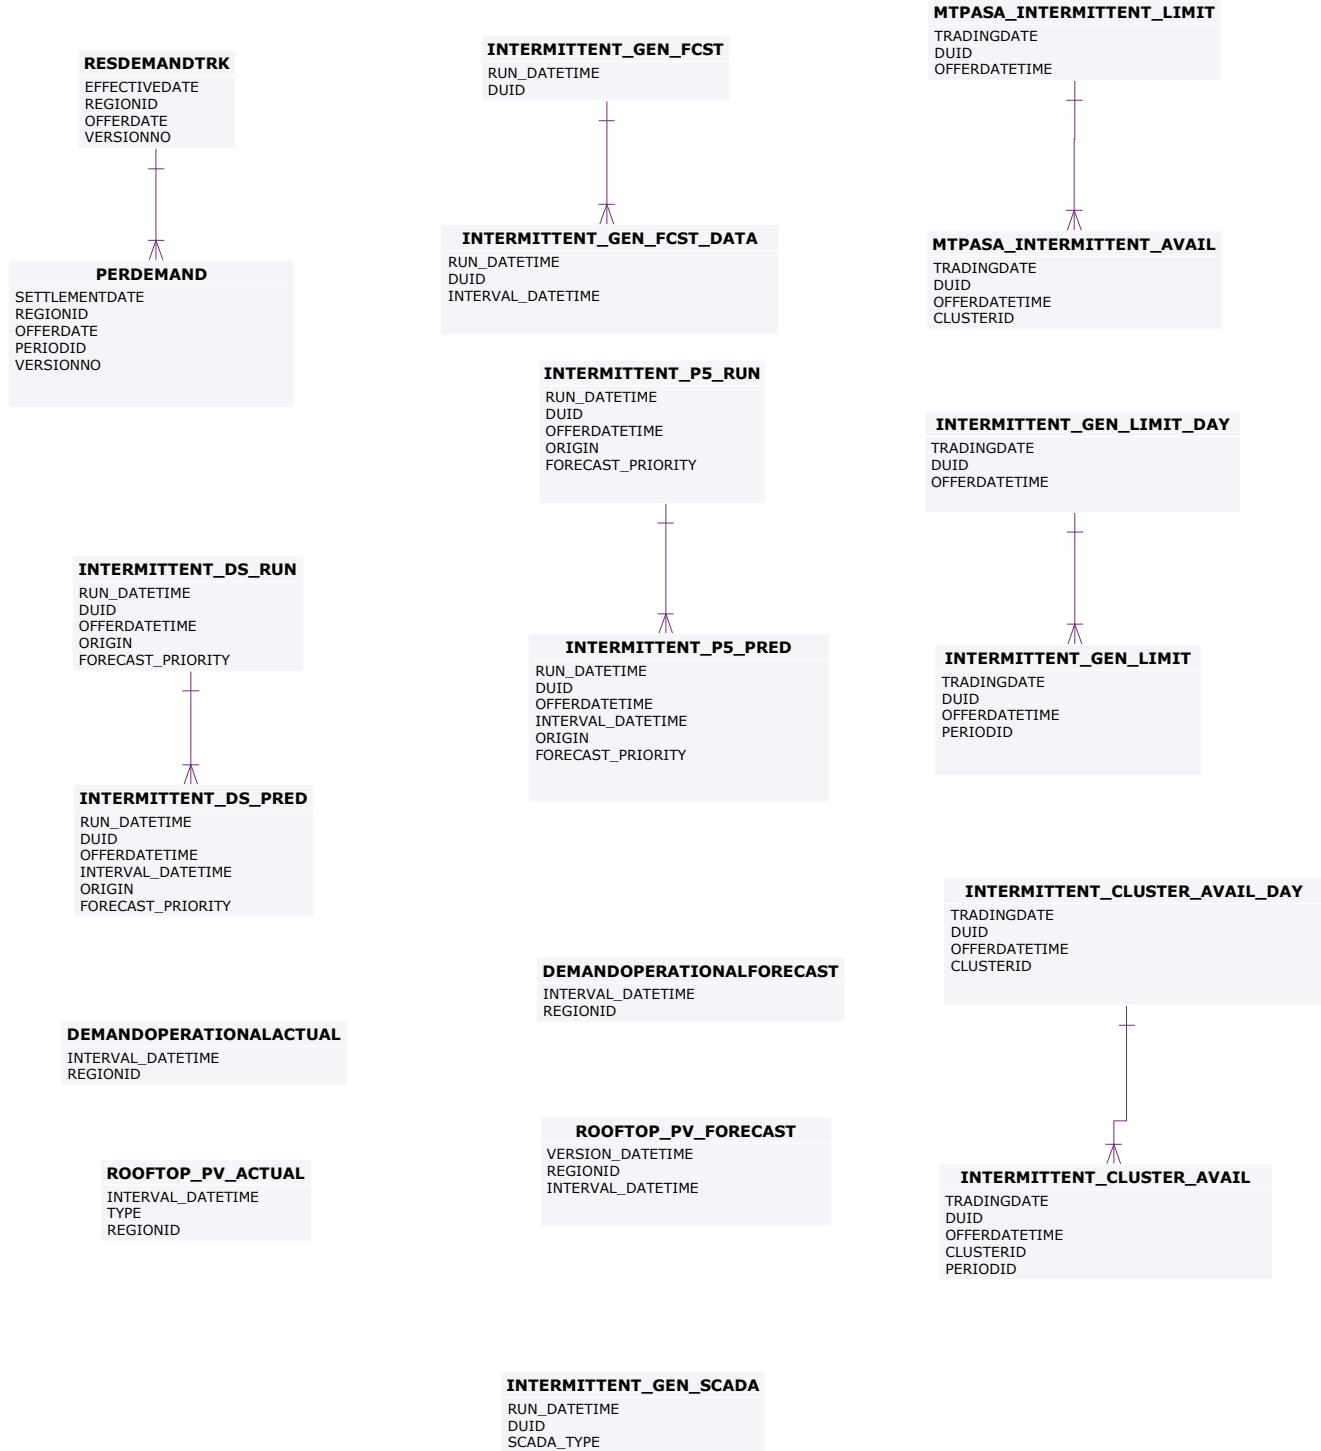 RESDEMANDTRK
EFFECTIVEDATE
REGIONID
OFFERDATE
VERSIONNO
PERDEMAND
SETTLEMENTDATE
REGIONID
OFFERDATE
PERIODID
VERSIONNO
INTERMITTENT_GEN_FCST
RUN_DATETIME
DUID
INTERMITTENT_GEN_FCST_DATA
RUN_DATETIME
DUID
INTERVAL_DATETIME
MTPASA_INTERMITTENT_LIMIT
TRADINGDATE
DUID
OFFERDATETIME
MTPASA_INTERMITTENT_AVAIL
TRADINGDATE
DUID
OFFERDATETIME
CLUSTERID
INTERMITTENT_P5_RUN
RUN_DATETIME
DUID
OFFERDATETIME
ORIGIN
FORECAST_PRIORITY
INTERMITTENT_P5_PRED
RUN_DATETIME
DUID
OFFERDATETIME
INTERVAL_DATETIME
ORIGIN
FORECAST_PRIORITY
INTERMITTENT_GEN_LIMIT_DAY
TRADINGDATE
DUID
OFFERDATETIME
INTERMITTENT_GEN_LIMIT
TRADINGDATE
DUID
OFFERDATETIME
PERIODID
INTERMITTENT_DS_RUN
RUN_DATETIME
DUID
OFFERDATETIME
ORIGIN
FORECAST_PRIORITY
INTERMITTENT_DS_PRED
RUN_DATETIME
DUID
OFFERDATETIME
INTERVAL_DATETIME
ORIGIN
FORECAST_PRIORITY
INTERMITTENT_CLUSTER_AVAIL_DAY
TRADINGDATE
DUID
OFFERDATETIME
CLUSTERID
INTERMITTENT_CLUSTER_AVAIL
TRADINGDATE
DUID
OFFERDATETIME
CLUSTERID
PERIODID
DEMANDOPERATIONALFORECAST
INTERVAL_DATETIME
REGIONID
DEMANDOPERATIONALACTUAL
INTERVAL_DATETIME
REGIONID
ROOFTOP_PV_FORECAST
VERSION_DATETIME
REGIONID
INTERVAL_DATETIME
ROOFTOP_PV_ACTUAL
INTERVAL_DATETIME
TYPE
REGIONID
INTERMITTENT_GEN_SCADA
RUN_DATETIME
DUID
SCADA_TYPE